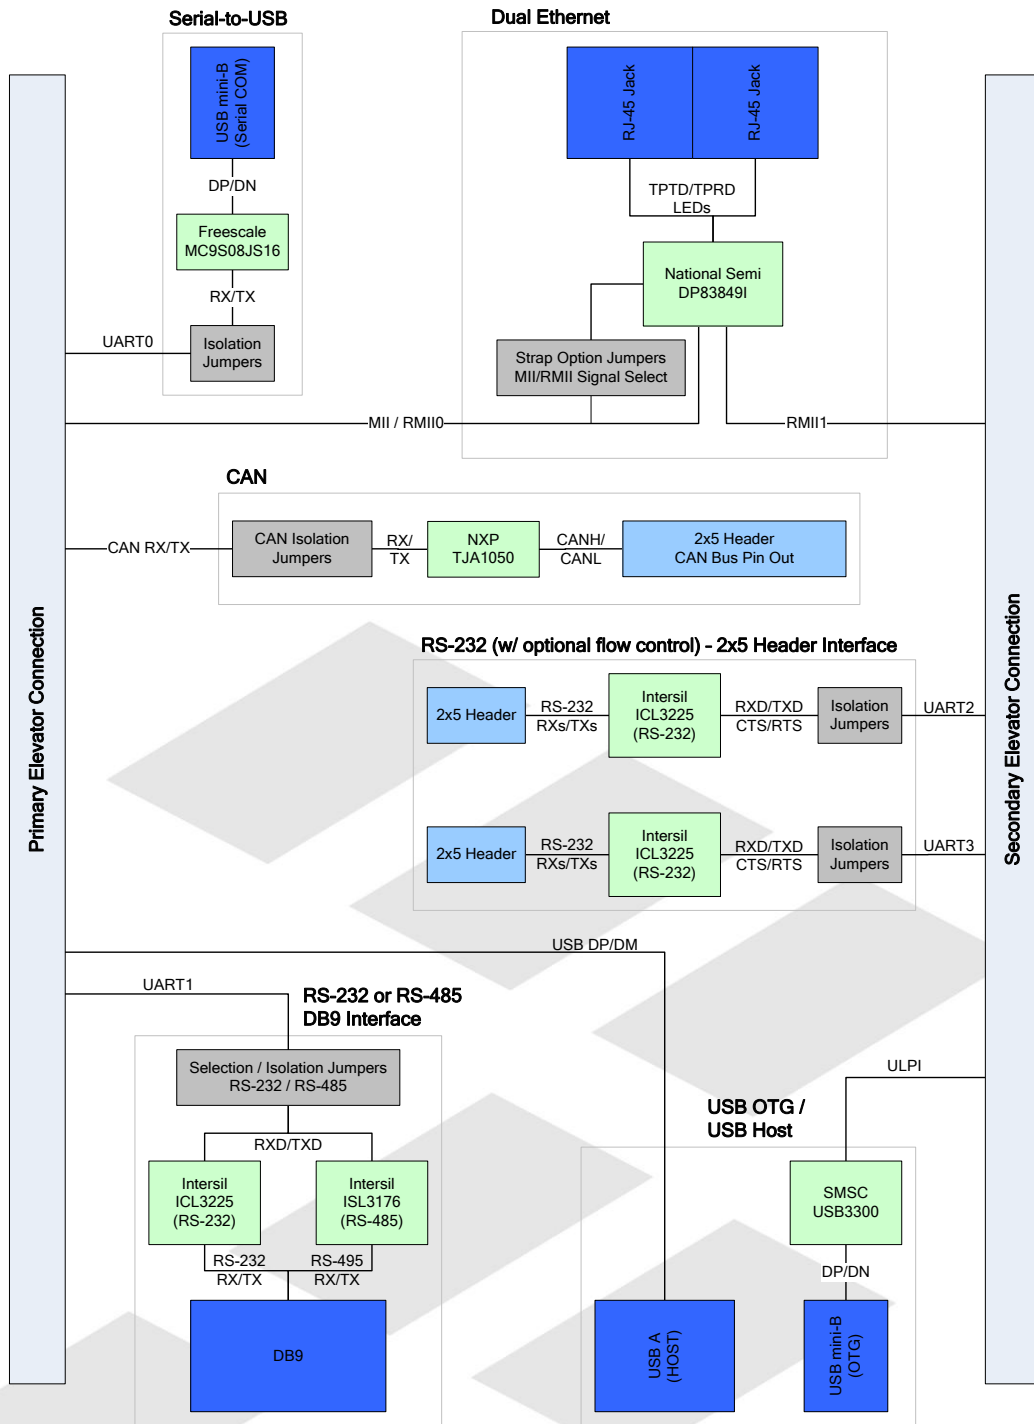 Serial-to-USB
Dual Ethernet
USB mini-B
(Serial COM)
RJ-45 Jack
RJ-45 Jack
DP/DN
TPTD/TPRD
LEDs
Freescale
MC9S08JS16
National Semi
DP83849I
RX/TX
UART0
Isolation
Jumpers
Strap Option Jumpers
MII/RMII Signal Select
MII / RMII0
RMII1
CAN
CAN RX/TX
CAN Isolation
Jumpers
RX/
TX
NXP
TJA1050
CANH/
CANL
2x5 Header
CAN Bus Pin Out
Primary Elevator Connection
Secondary Elevator Connection
RS-232 (w/ optional flow control) - 2x5 Header Interface
2x5 Header
RS-232
RXs/TXs
Intersil
ICL3225
(RS-232)
RXD/TXD
CTS/RTS
Isolation
Jumpers
UART2
2x5 Header
RS-232
RXs/TXs
Intersil
ICL3225
(RS-232)
RXD/TXD
CTS/RTS
Isolation
Jumpers
UART3
USB DP/DM
UART1
RS-232 or RS-485
DB9 Interface
Selection / Isolation Jumpers
RS-232 / RS-485
RXD/TXD
Intersil
ICL3225
(RS-232)
Intersil
ISL3176
(RS-485)
RS-232
RX/TX
RS-495
RX/TX
DB9
ULPI
USB OTG /
USB Host
SMSC
USB3300
DP/DN
USB A
(HOST)
USB mini-B
(OTG)